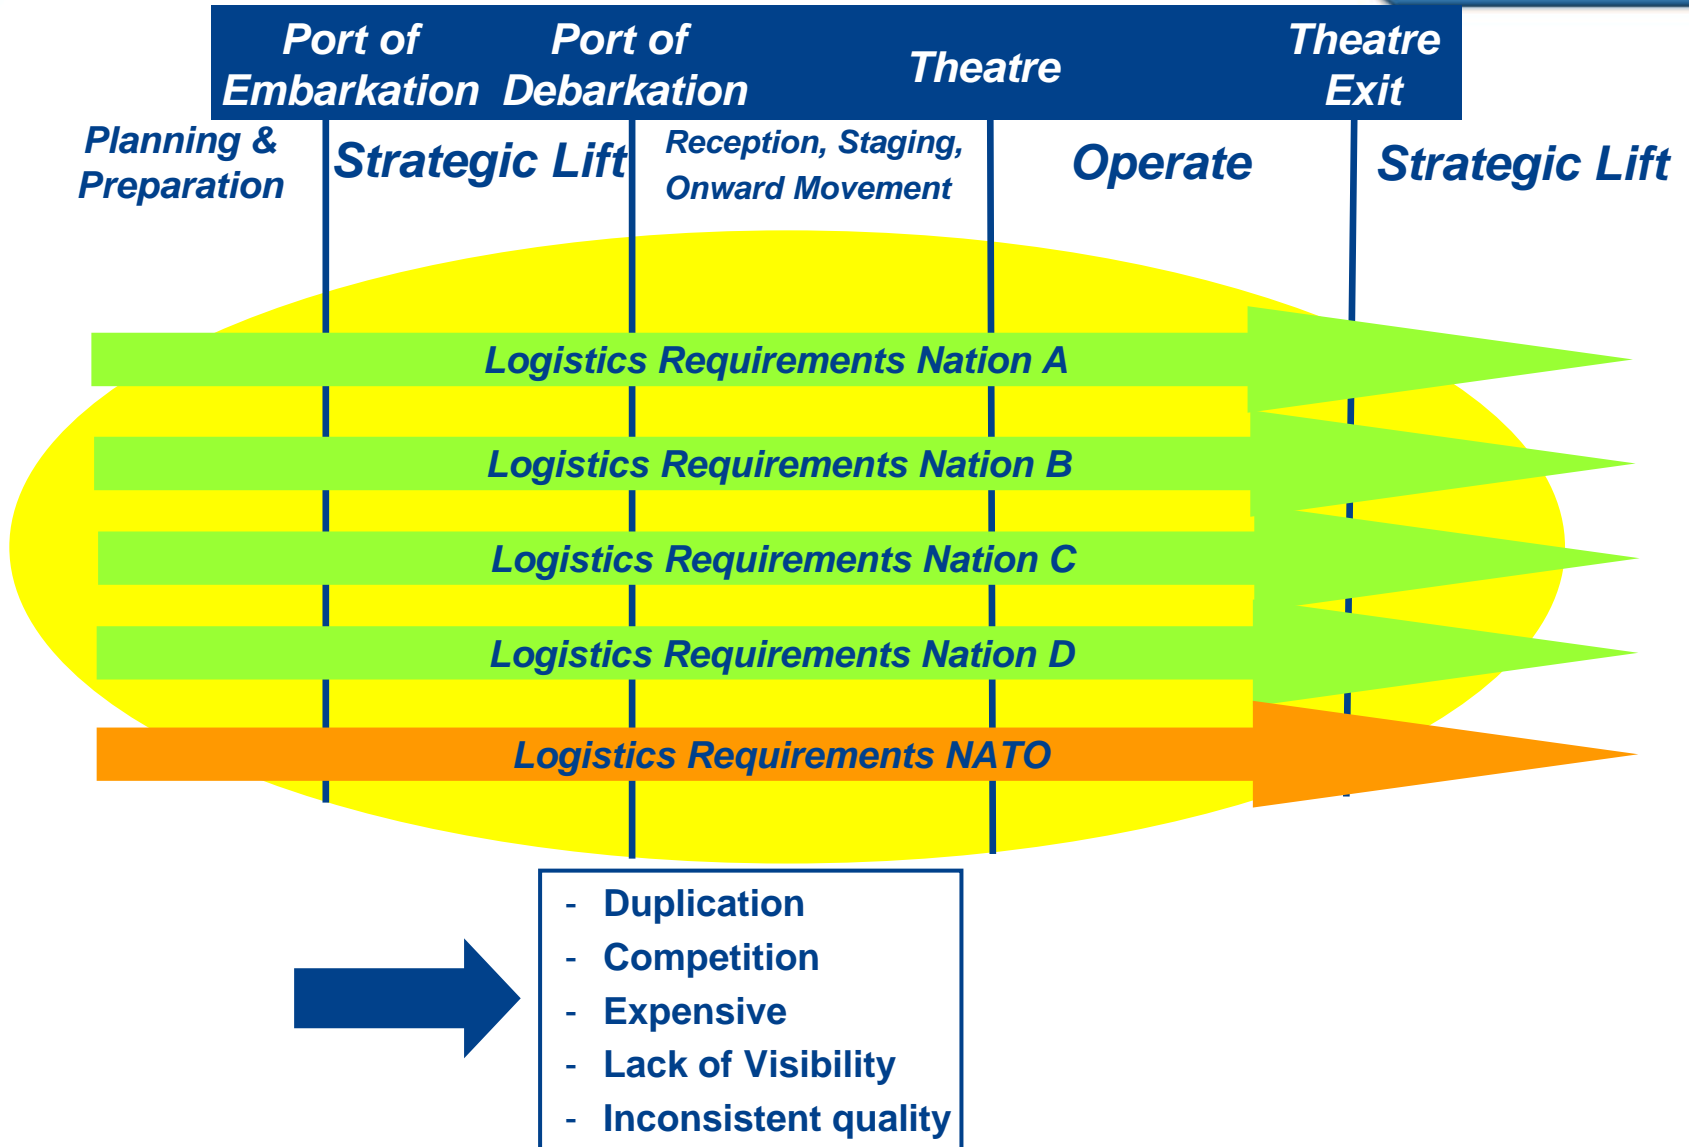 Port of
Embarkation
Port of
Debarkation
Theatre
Theatre
Exit
Planning &
Preparation
Strategic Lift
Reception, Staging,
Onward Movement
Operate
Strategic Lift
Logistics Requirements Nation A
Logistics Requirements Nation B
Logistics Requirements Nation C
Logistics Requirements Nation D
Logistics Requirements NATO
- Duplication
- Competition
- Expensive
- Lack of Visibility
- Inconsistent quality